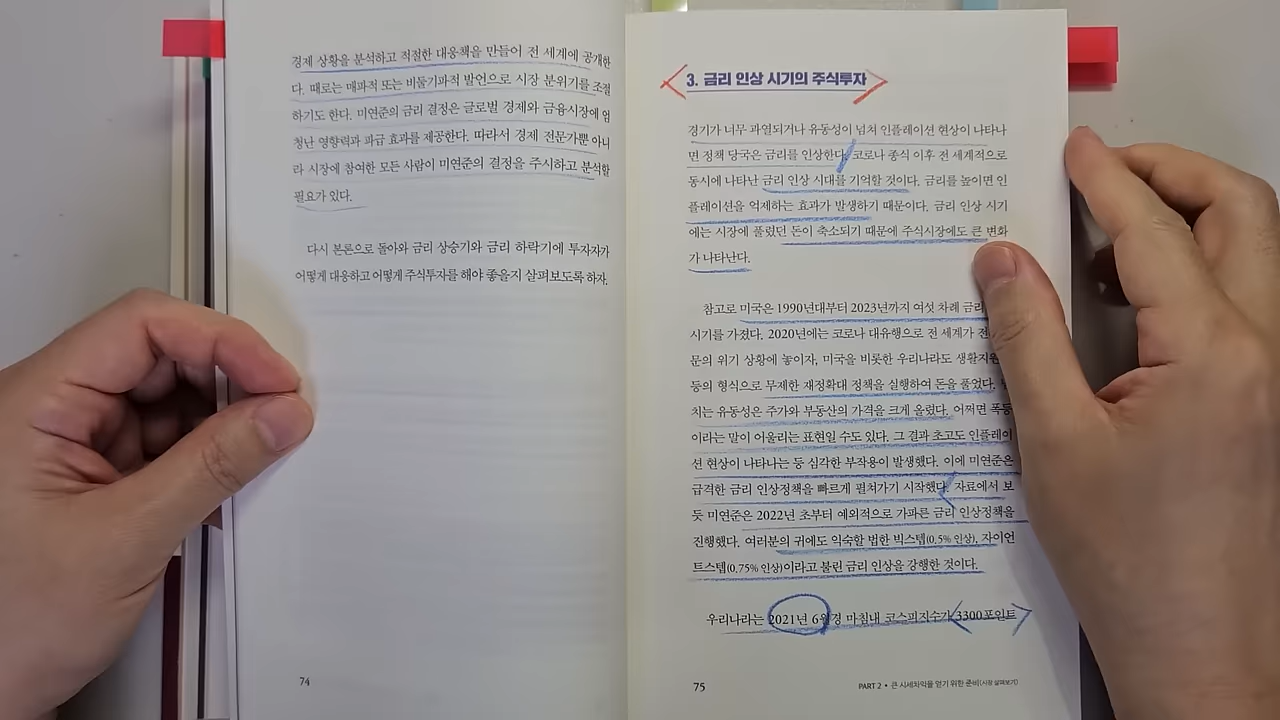 경제 상황을 분석하고 적절한 대응책을 만들어 전 세계에 공개한
다. 때로는 매파적 또는 비둘기파적 발언으로 시장 분위기를 조절
하기도 한다. 미연준의 금리 결정은 글로벌 경제와 금융시장에 엄
청난 영향력과 파급 효과를 제공한다. 따라서 경제 전문가뿐 아니
라 시장에 참여한 모든 사람이 미연준의 결정을 주시하고 분석할
필요가 있다.
다시 본론으로 돌아와 금리 상승기와 금리 하락기에 투자자가
어떻게 대응하고 어떻게 주식투자를 해야 좋을지 살펴보도록 하자.
74
3. 금리 인상 시기의 주식투자
경기가 너무 과열되거나 유동성이 넘쳐 인플레이션 현상이 나타나
면 정책 당국은 금리를 인상한다. 코로나 종식 이후 전 세계적으로
동시에 나타난 금리 인상 시대를 기억할 것이다. 금리를 높이면 인
플레이션을 억제하는 효과가 발생하기 때문이다. 금리 인상 시기
에는 시장에 풀렸던 돈이 축소되기 때문에 주식시장에도 큰 변화
가 나타난다.
참고로 미국은 1990년대부터 2023년까지 여섯 차례 금리
시기를 가졌다. 2020년에는 코로나 대유행으로 전 세계가
문의 위기 상황에 놓이자, 미국을 비롯한 우리나라도
등의 형식으로 무제한 재정확대 정책을 실행하여 돈을 풀었다.
치는 유동성은 주가와 부동산의 가격을 크게 올렸다. 어쩌면 폭등
이라는 말이 어울리는 표현일 수도 있다. 그 결과 초고도 인플레이
션 현상이 나타나는 등 심각한 부작용이 발생했다. 이에 미연준은
급격한 금리 인상정책을 빠르게 펼쳐가기 시작했다. 자료에서 보
듯 미연준은 2022년 초부터 예외적으로 가파른 금리 인상정책을
진행했다. 여러분의 귀에도 익숙할 법한 빅스텝(0.5% 인상), 자이언
트스텝(0.75% 인상)이라고 불린 금리 인상을 강행한 것이다.
우리나라는 2021년 6월경 마침내 코스피지수가 3300포인트
75
PART 2 • 큰 시세차익을 얻기 위한 준비(시장 살펴보기)